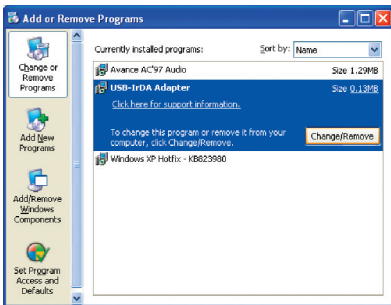 Add or Remove Programs
Change or
Remove
Programs
Add New
Programs
Add/Remove
Windows
Components
Set Program
Access and
Defaults
Currently installed programs:
Sort by: Name
Avance AC'97 Audio Size 1.29MB
USB-IrDA Adapter Size 0.13MB
Click here for support information.
To change this program or remove it from your
computer, click Change/Remove.
Change/Remove
Windows XP Hotfix - KB823980